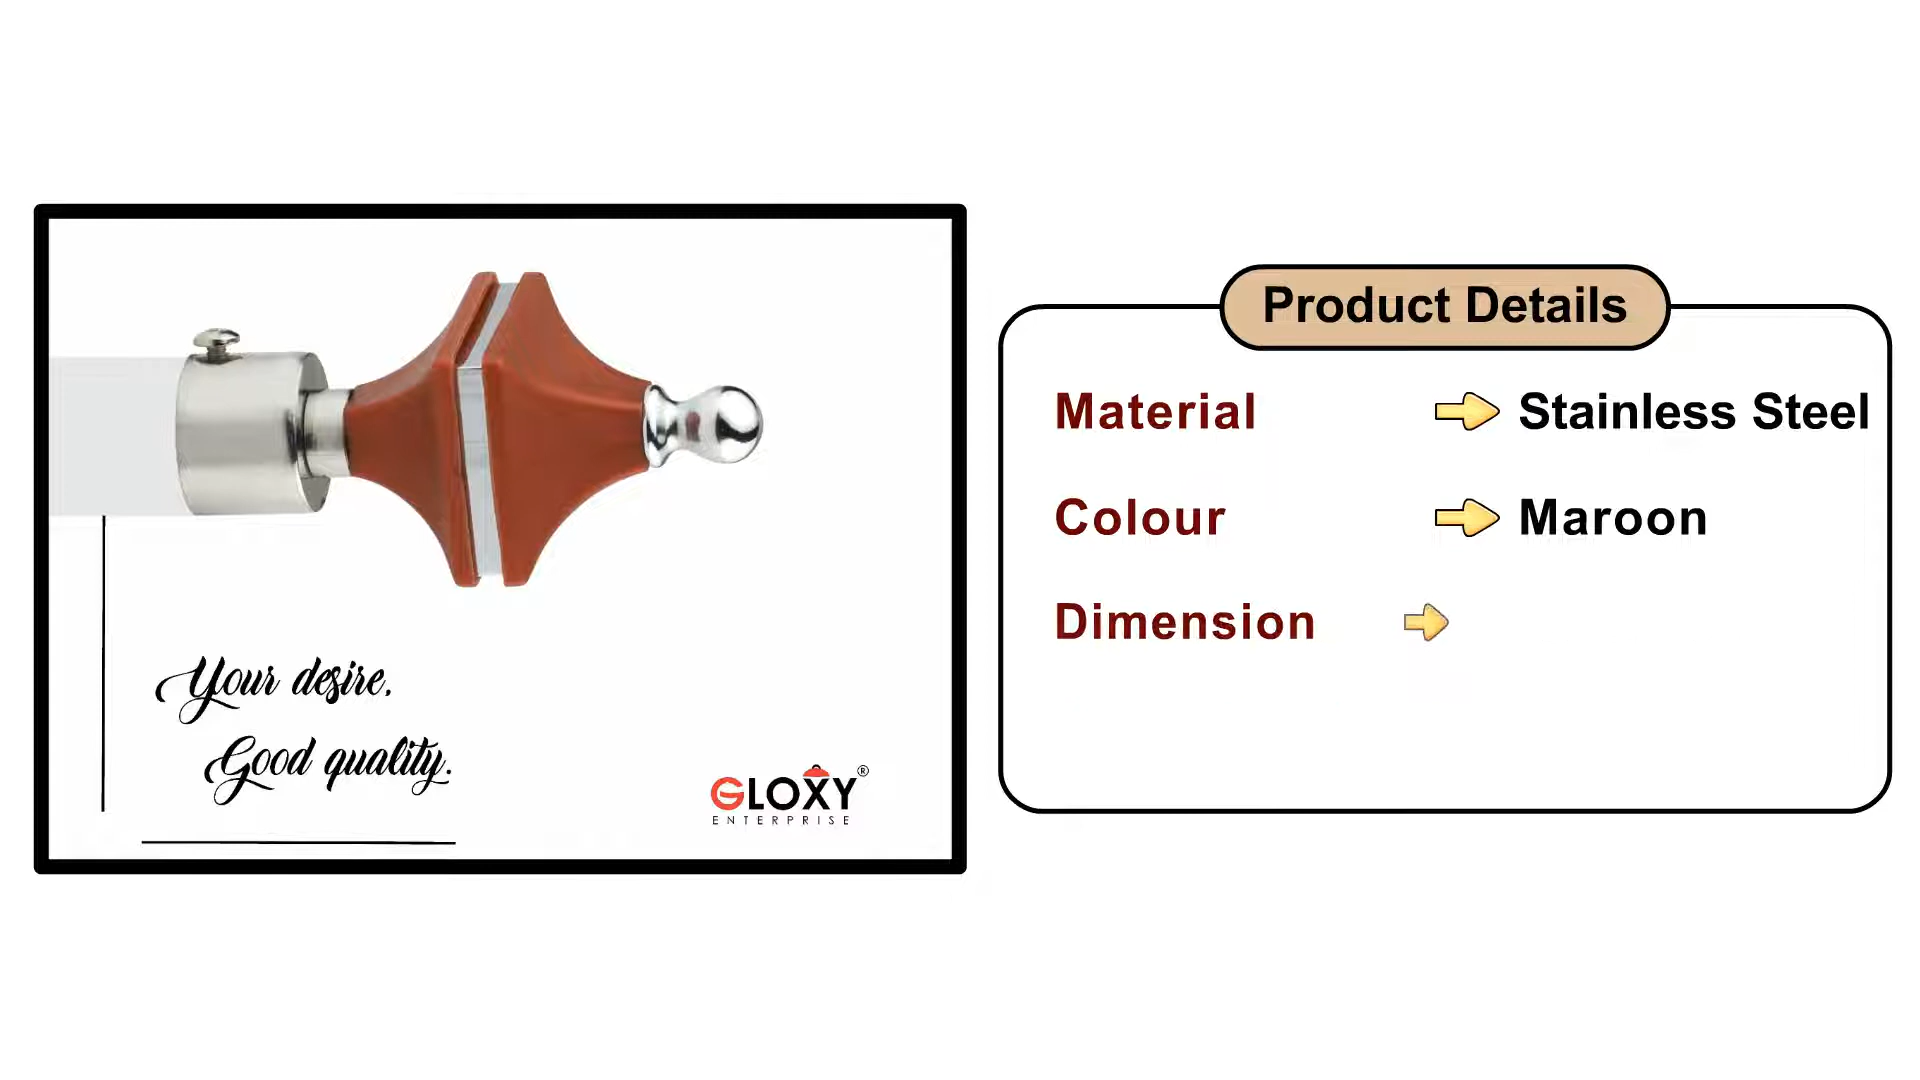 Your desire,
Good quality.
GLOXY®
ENTERPRISE
Product Details
Material Stainless Steel
Colour Maroon
Dimension